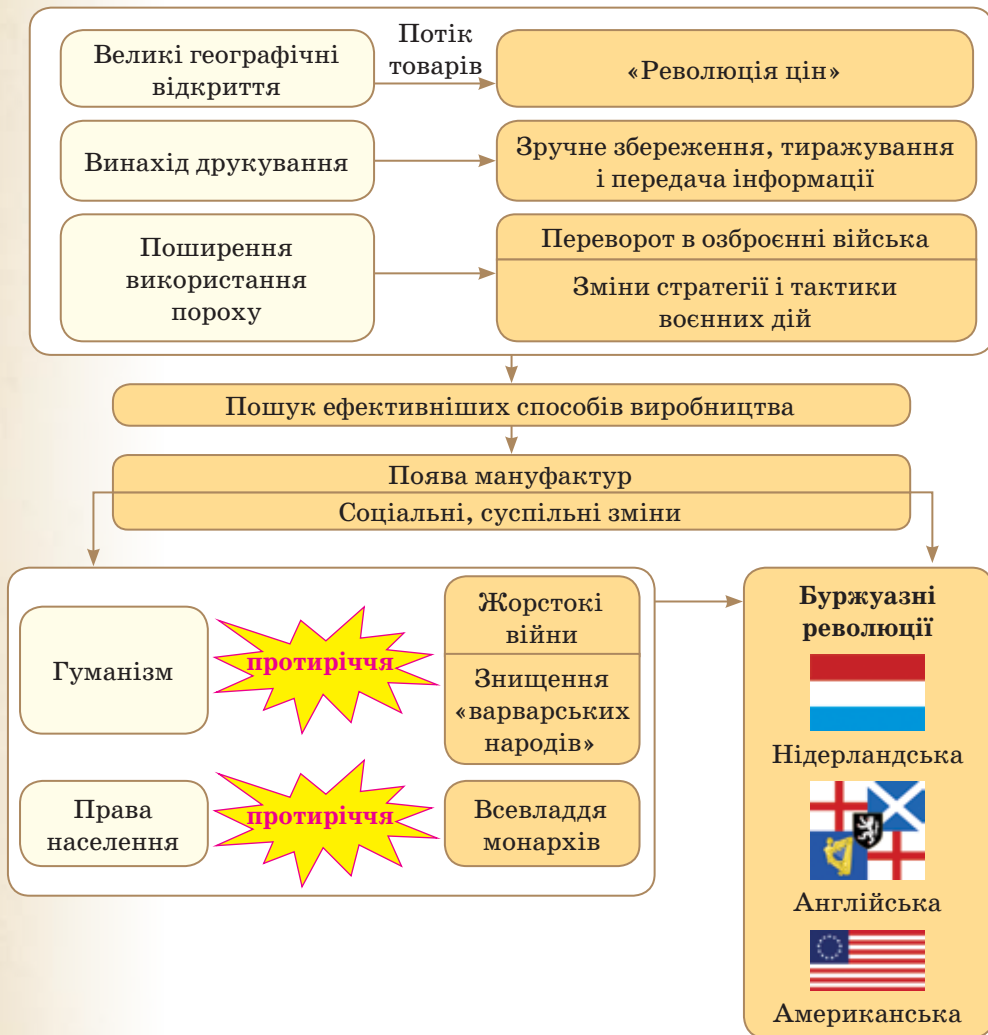 Великі географічні
відкриття
Потік
товарів
«Революція цін»
Винахід друкування
Зручне збереження, тиражування
і передача інформації
Поширення
використання
пороху
Переворот в озброєнні війська
Зміни стратегії і тактики
воєнних дій
Пошук ефективніших способів виробництва
Поява мануфактур
Соціальні, суспільні зміни
Гуманізм
протиріччя
Жорстокі
війни
Знищення
«варварських
народів»
Права
населення
протиріччя
Всевладдя
монархів
Буржуазні
революції
Нідерландська
Англійська
Американська